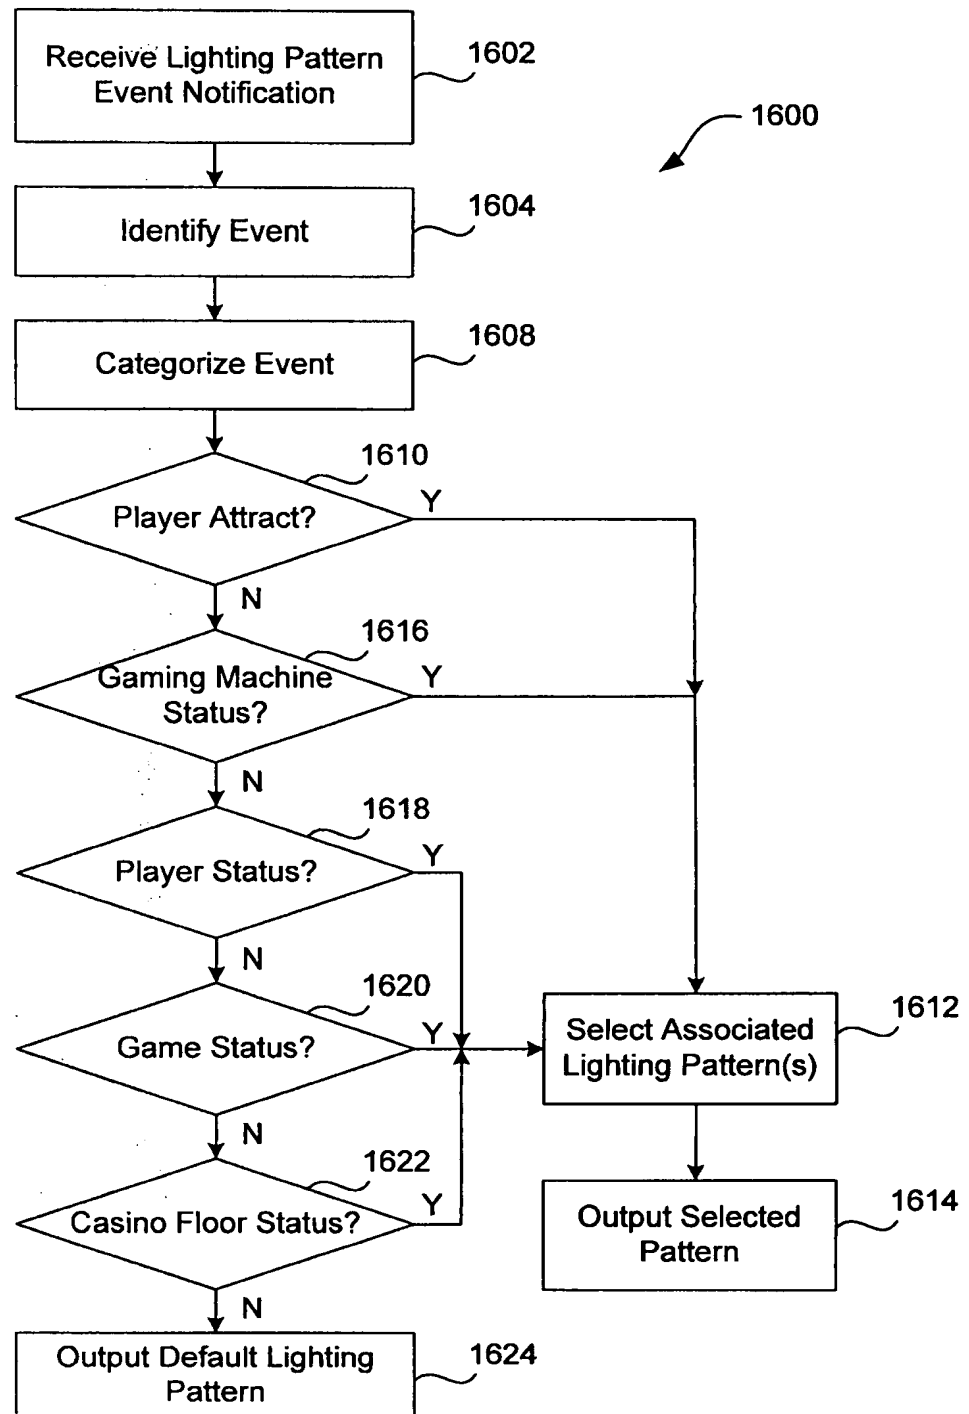 Receive Lighting Pattern
Event Notification
1602
1600
Identify Event
1604
Categorize Event
1608
Player Attract?
1610
Y
N
Gaming Machine
Status?
1616
Y
N
Player Status?
1618
Y
N
Game Status?
1620
Y
N
Select Associated
Lighting Pattern(s)
1612
Casino Floor Status?
1622
Y
N
Output Selected
Pattern
1614
Output Default Lighting
Pattern
1624